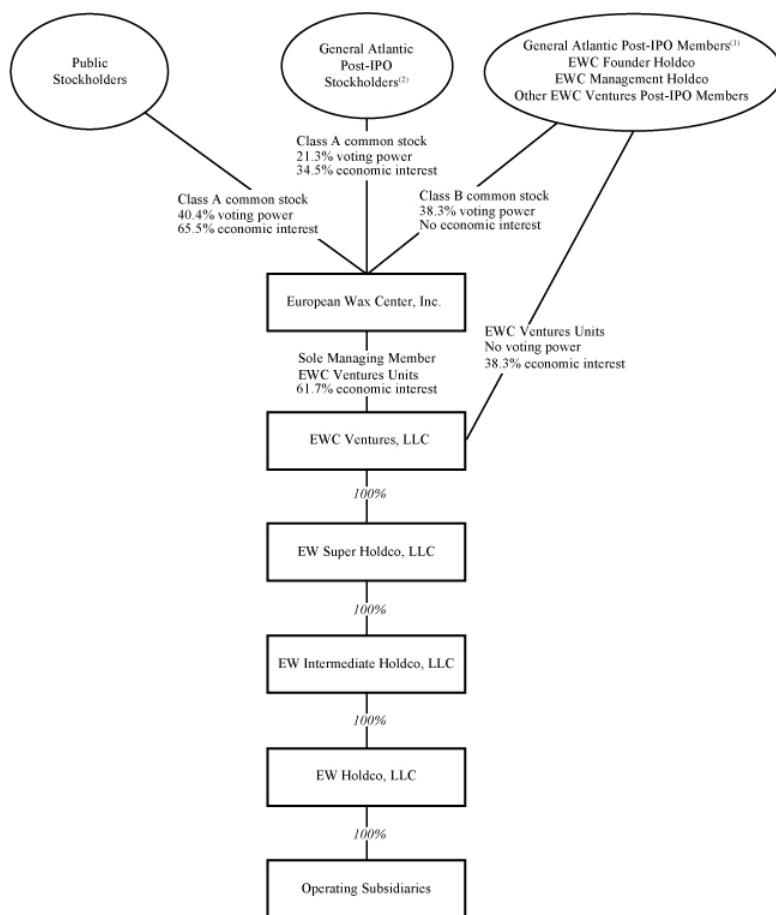 Public
Stockholders
General Atlantic
Post-IPO
Stockholders(2)
General Atlantic Post-IPO Members(1)
EWC Founder Holdco
EWC Management Holdco
Other EWC Ventures Post-IPO Members
Class A common stock
21.3% voting power
34.5% economic interest
Class A common stock
40.4% voting power
65.5% economic interest
Class B common stock
38.3% voting power
No economic interest
European Wax Center, Inc.
EWC Ventures Units
No voting power
38.3% economic interest
Sole Managing Member
EWC Ventures Units
61.7% economic interest
EWC Ventures, LLC
100%
EW Super Holdco, LLC
100%
EW Intermediate Holdco, LLC
100%
EW Holdco, LLC
100%
Operating Subsidiaries